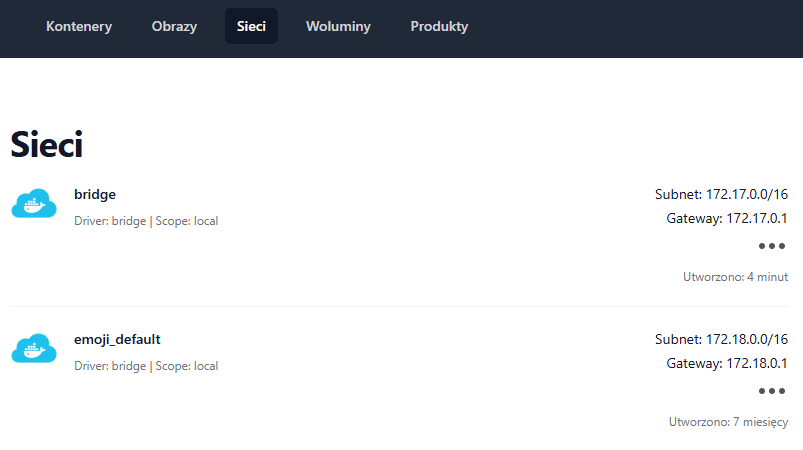 Kontenery Obrazy Sieci Woluminy Produkty
Sieci
bridge
Driver: bridge | Scope: local
Subnet: 172.17.0.0/16
Gateway: 172.17.0.1
Utworzono: 4 minut
emoji_default
Driver: bridge | Scope: local
Subnet: 172.18.0.0/16
Gateway: 172.18.0.1
Utworzono: 7 miesięcy